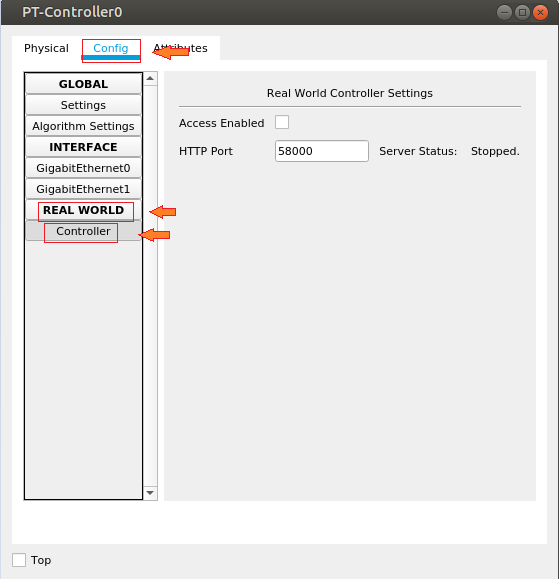 PT-Controller0
Physical Config Attributes
GLOBAL
Settings
Algorithm Settings
INTERFACE
GigabitEthernet0
GigabitEthernet1
REAL WORLD
Controller
Real World Controller Settings
Access Enabled
HTTP Port 58000 Server Status: Stopped.
Top